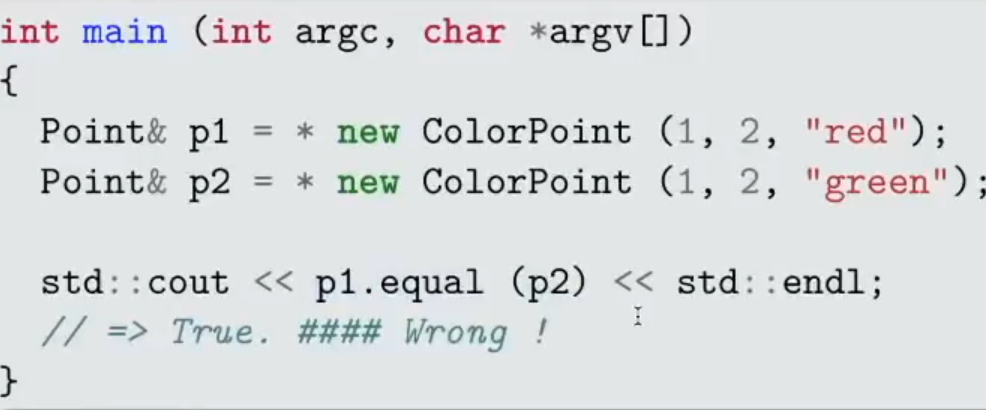 int main (int argc, char *argv[])
{
Point& p1 = * new ColorPoint (1, 2, "red");
Point& p2 = * new ColorPoint (1, 2, "green");
std::cout << p1.equal (p2) << std::endl;
// => True. #### Wrong !
}